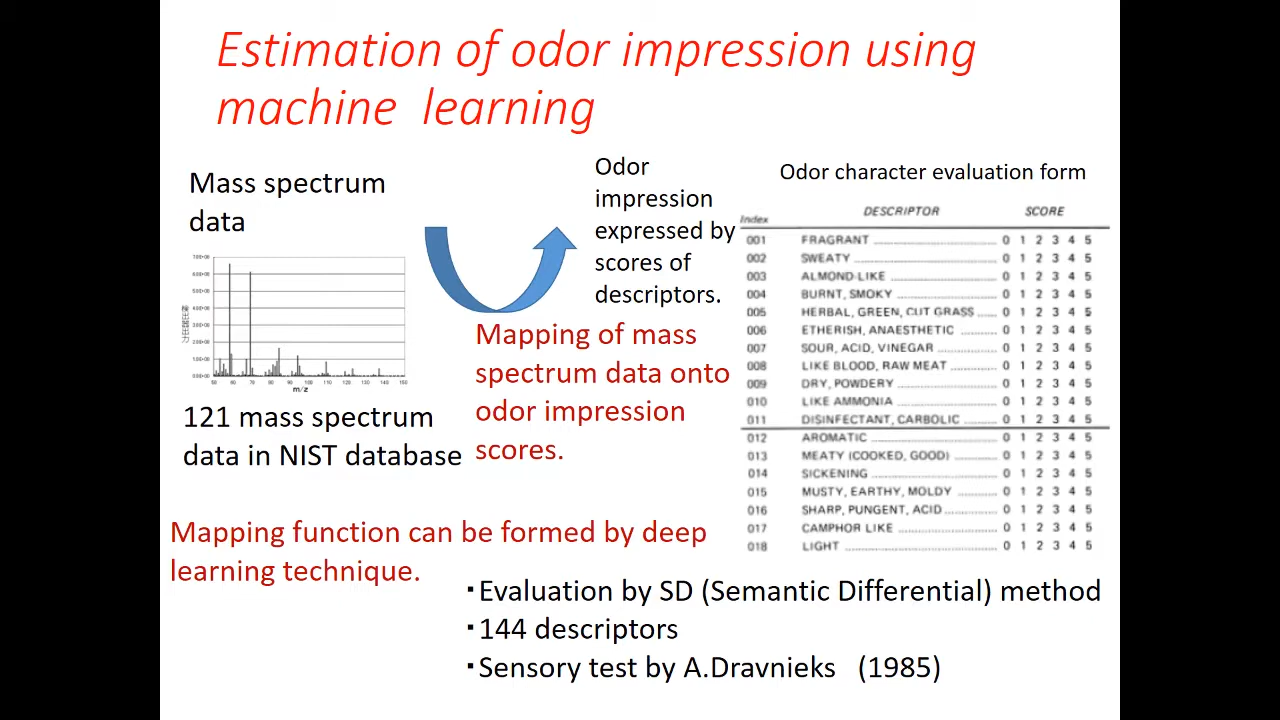 Estimation of odor impression using
machine learning
Mass spectrum
data
121 mass spectrum
data in NIST database
50 60 70 80 90 100 110 120 130 140 150
m/z
Odor
impression
expressed by
scores of
descriptors.
Mapping of mass
spectrum data onto
odor impression
scores.
Mapping function can be formed by deep
learning technique.
Odor character evaluation form
Index DESCRIPTOR SCORE
001 FRAGRANT 0 1 2 3 4 5
002 SWEATY 0 1 2 3 4 5
003 ALMOND-LIKE 0 1 2 3 4 5
004 BURNT, SMOKY 0 1 2 3 4 5
005 HERBAL, GREEN, CUT GRASS 0 1 2 3 4 5
006 ETHERISH, ANAESTHETIC 0 1 2 3 4 5
007 SOUR, ACID, VINEGAR 0 1 2 3 4 5
008 LIKE BLOOD, RAW MEAT 0 1 2 3 4 5
009 DRY, POWDERY 0 1 2 3 4 5
010 LIKE AMMONIA 0 1 2 3 4 5
011 DISINFECTANT, CARBOLIC 0 1 2 3 4 5
012 AROMATIC 0 1 2 3 4 5
013 MEATY (COOKED, GOOD) 0 1 2 3 4 5
014 SICKENING 0 1 2 3 4 5
015 MUSTY, EARTHY, MOLDY 0 1 2 3 4 5
016 SHARP, PUNGENT, ACID 0 1 2 3 4 5
017 CAMPHOR LIKE 0 1 2 3 4 5
018 LIGHT 0 1 2 3 4 5
・Evaluation by SD (Semantic Differential) method
・144 descriptors
・Sensory test by A.Dravnieks (1985)